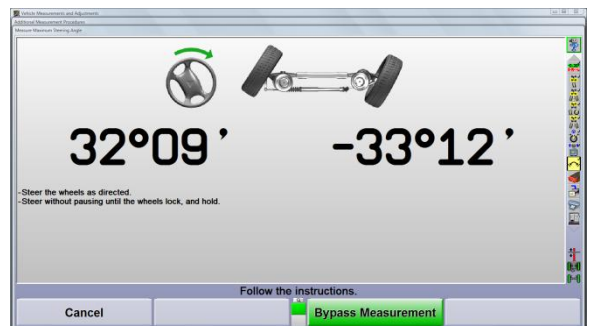 Vehicle Measurements and Adjustments
Additional Measurement Procedures
Measure Maximum Steering Angle
32°09' -33°12'
-Steer the wheels as directed.
-Steer without pausing until the wheels lock, and hold.
Follow the instructions.
Cancel Bypass Measurement